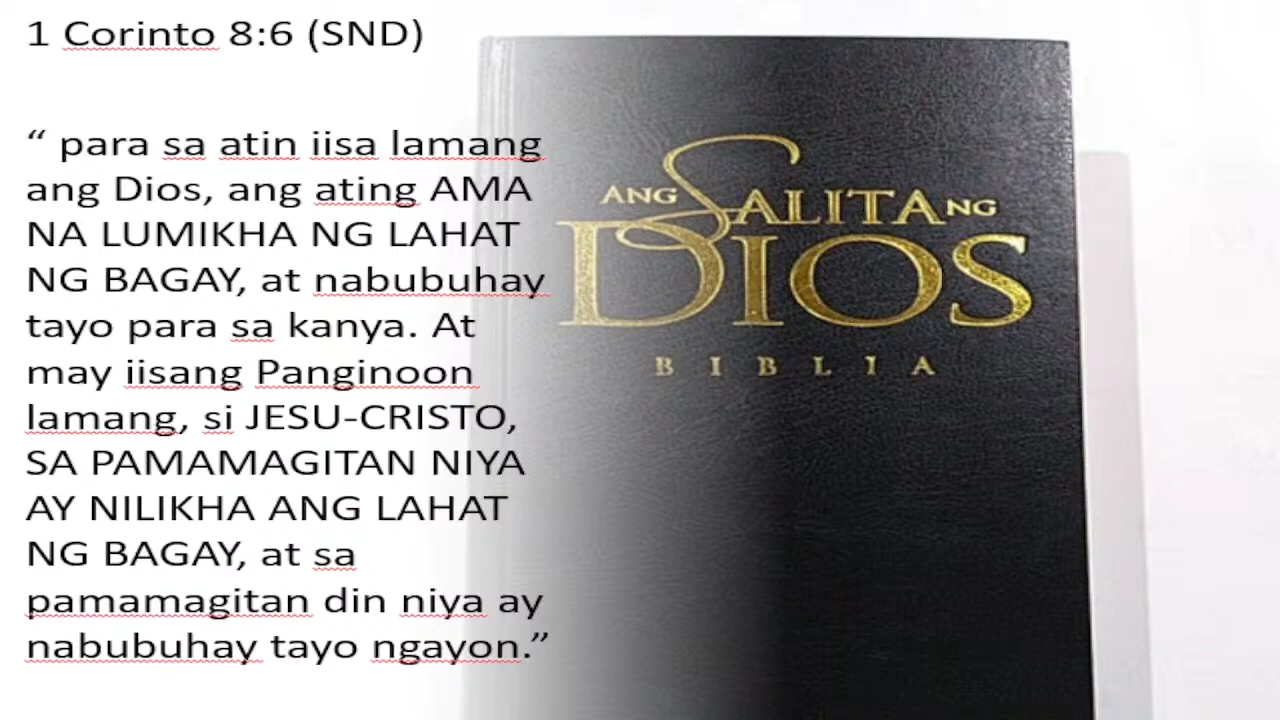 1 Corinto 8:6 (SND)
“ para sa atin iisa lamang
ang Dios, ang ating AMA
NA LUMIKHA NG LAHAT
NG BAGAY, at nabubuhay
tayo para sa kanya. At
may iisang Panginoon
lamang, si JESU-CRISTO,
SA PAMAMAGITAN NIYA
AY NILIKHA ANG LAHAT
NG BAGAY, at sa
pamamagitan din niya ay
nabubuhay tayo ngayon.”
ANG SALITA NG
DIOS
BIBLIA